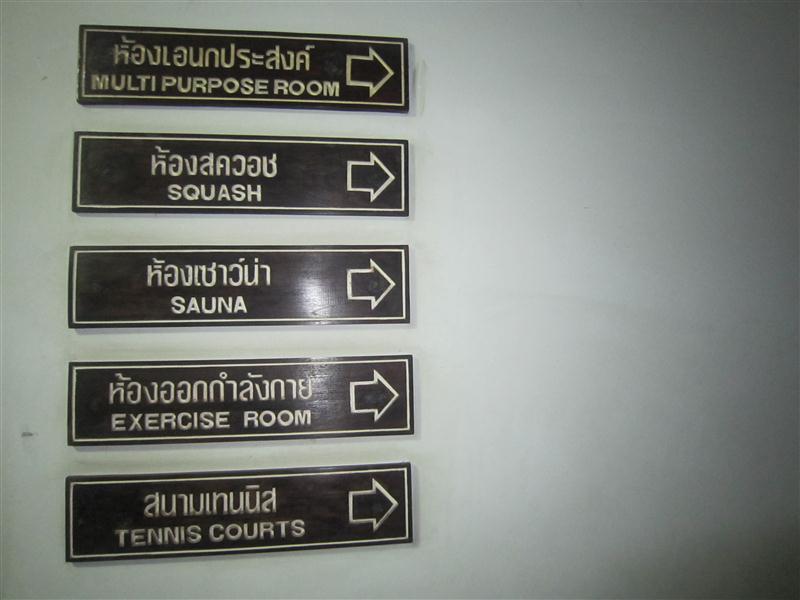 ห้องเอนกประสงค์
MULTI PURPOSE ROOM
ห้องสควอช
SQUASH
ห้องเซาว์น่า
SAUNA
ห้องออกกำลังกาย
EXERCISE ROOM
สนามเทนนิส
TENNIS COURTS